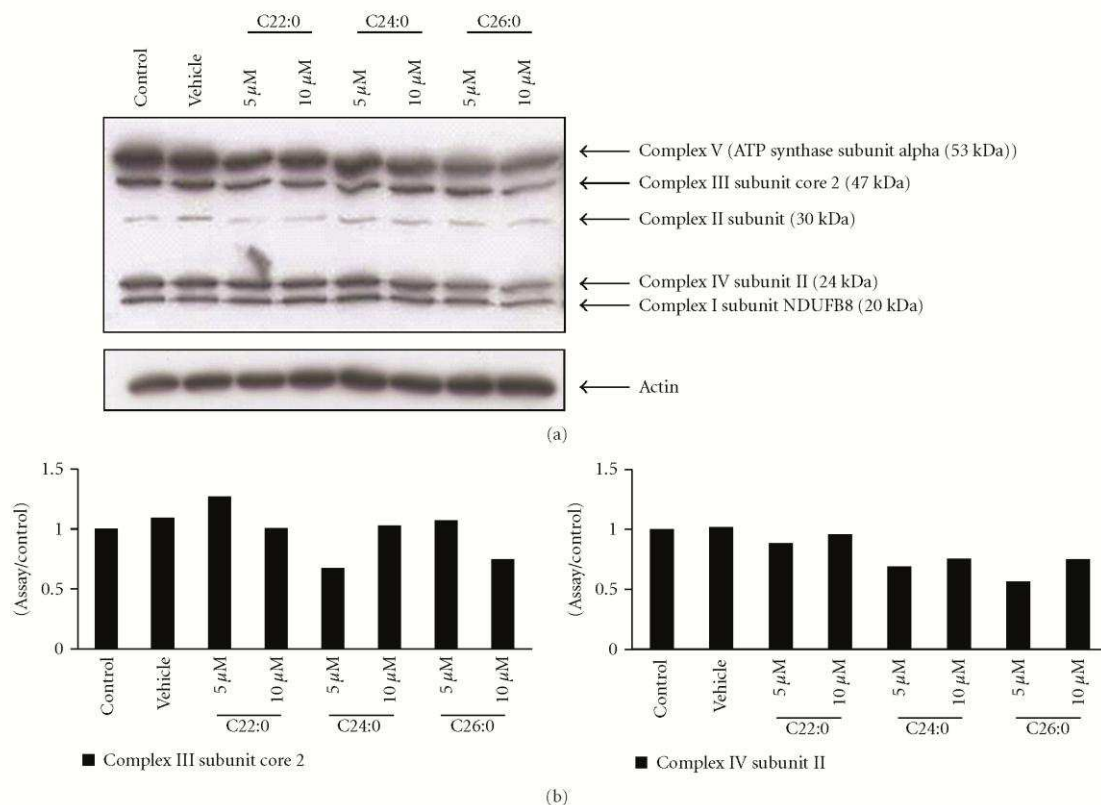 C22:0 C24:0 C26:0
Control Vehicle 5 µM 10 µM 5 µM 10 µM 5 µM 10 µM
Complex V (ATP synthase subunit alpha (53 kDa))
Complex III subunit core 2 (47 kDa)
Complex II subunit (30 kDa)
Complex IV subunit II (24 kDa)
Complex I subunit NDUFB8 (20 kDa)
Actin
(a)
(Assay/control)
1.5
1
0.5
0
Control Vehicle 5 µM 10 µM 5 µM 10 µM 5 µM 10 µM
C22:0 C24:0 C26:0
■ Complex III subunit core 2
(Assay/control)
1.5
1
0.5
0
Control Vehicle 5 µM 10 µM 5 µM 10 µM 5 µM 10 µM
C22:0 C24:0 C26:0
■ Complex IV subunit II
(b)